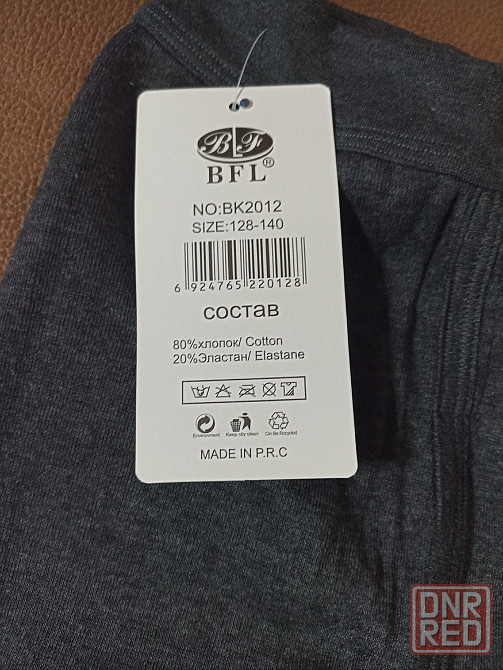 BLF
BFL®
NO:BK2012
SIZE:128-140
6 924765 220128
состав
80%хлопок/ Cotton
20%Эластан/ Elastane
Environment Keep city clean Can Be Recycled
MADE IN P.R.C
DNR
RED